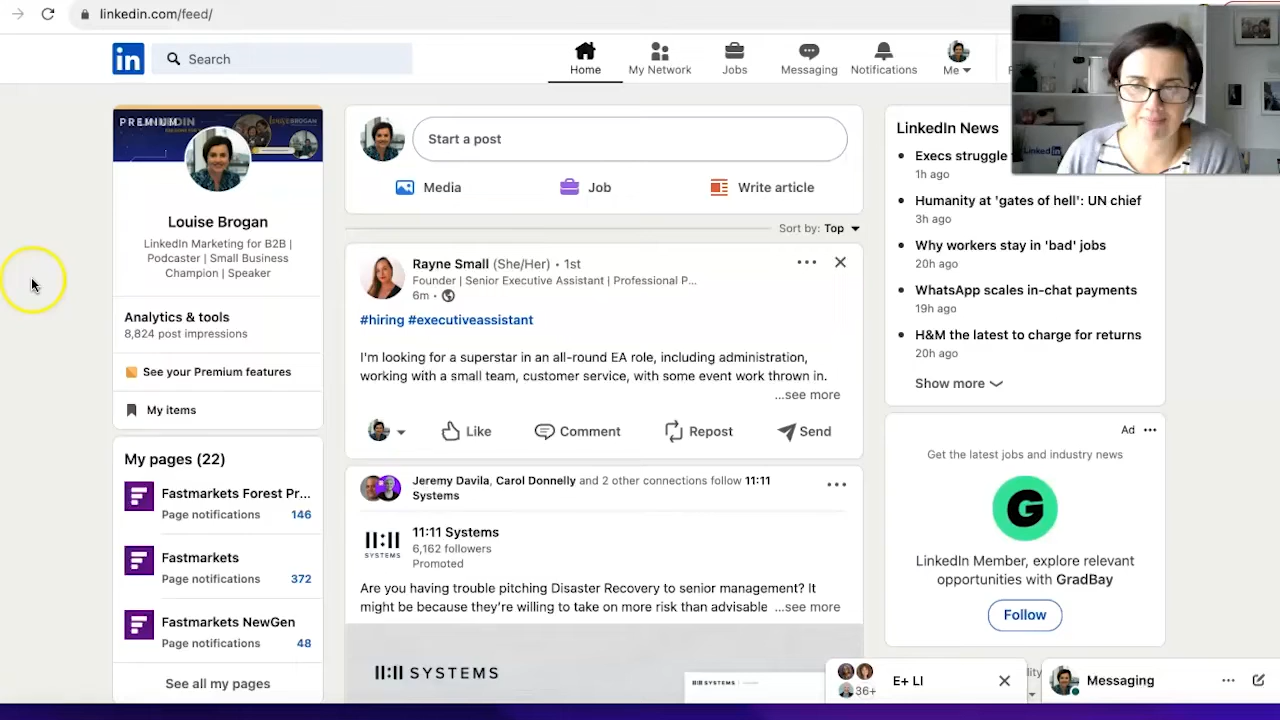 linkedin.com/feed/
in
Search
Home
My Network
Jobs
Messaging
Notifications
Me
PREMIUM
Louise Brogan
LinkedIn Marketing for B2B |
Podcaster | Small Business
Champion | Speaker
Analytics & tools
8,824 post impressions
See your Premium features
My items
My pages (22)
Fastmarkets Forest Pr...
Page notifications 146
Fastmarkets
Page notifications 372
Fastmarkets NewGen
Page notifications 48
See all my pages
Start a post
Media
Job
Write article
Sort by: Top
Rayne Small (She/Her) • 1st
Founder | Senior Executive Assistant | Professional P...
6m •
#hiring #executiveassistant
I'm looking for a superstar in an all-round EA role, including administration,
working with a small team, customer service, with some event work thrown in.
...see more
Like
Comment
Repost
Send
Jeremy Davila, Carol Donnelly and 2 other connections follow 11:11
Systems
11:11 Systems
6,162 followers
Promoted
11:11
SYSTEMS
Are you having trouble pitching Disaster Recovery to senior management? It
might be because they're willing to take on more risk than advisable ...see more
11:11 SYSTEMS
LinkedIn News
Execs struggle
1h ago
Humanity at 'gates of hell': UN chief
3h ago
Why workers stay in 'bad' jobs
20h ago
WhatsApp scales in-chat payments
19h ago
H&M the latest to charge for returns
20h ago
Show more
Ad
Get the latest jobs and industry news
G
LinkedIn Member, explore relevant
opportunities with GradBay
Follow
36+
E+ LI
Messaging
Linked in